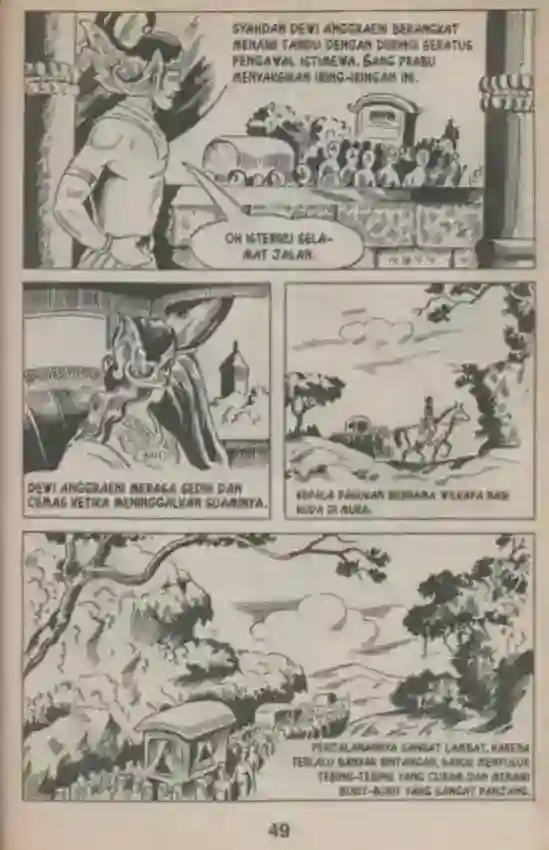 SYAHDAN DEWI ANGGRAENI BERANGKAT
MENAIKI TANDU DENGAN DIIRINGI SERATUS
PENGAWAL ISTIMEWA. SANG PRABU
MENYAKSIKAN IRING-IRINGAN INI.
OH ISTERIKU SELA-
MAT JALAN.
DEWI ANGGRAENI MERASA SEDIH DAN
CEMAS KETIKA MENINGGALKAN SUAMINYA.
KEPALA PASUKAN BERNAMA WILKAPA NAIK
KUDA DI MUKA.
PERJALANANNYA SANGAT LAMBAT, KARENA
TERLALU BANYAK RINTANGAN, HARUS MENYUSUR
TEBING-TEBING YANG CURAM DAN MENAIKI
BUKIT-BUKIT YANG SANGAT PANJANG.
49